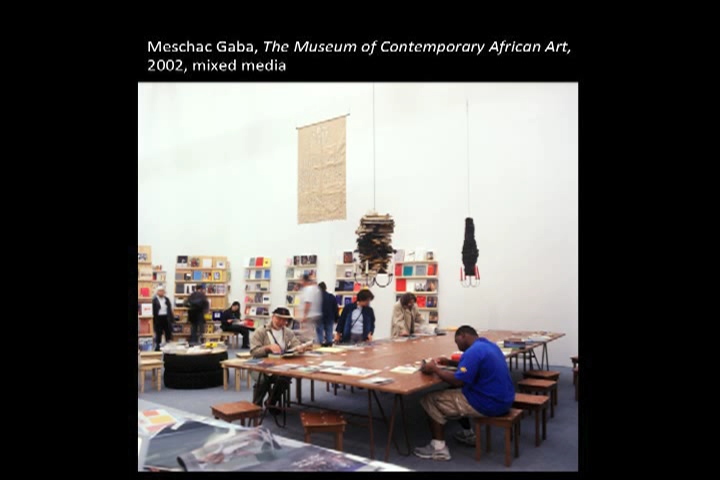 Meschac Gaba, The Museum of Contemporary African Art,
2002, mixed media